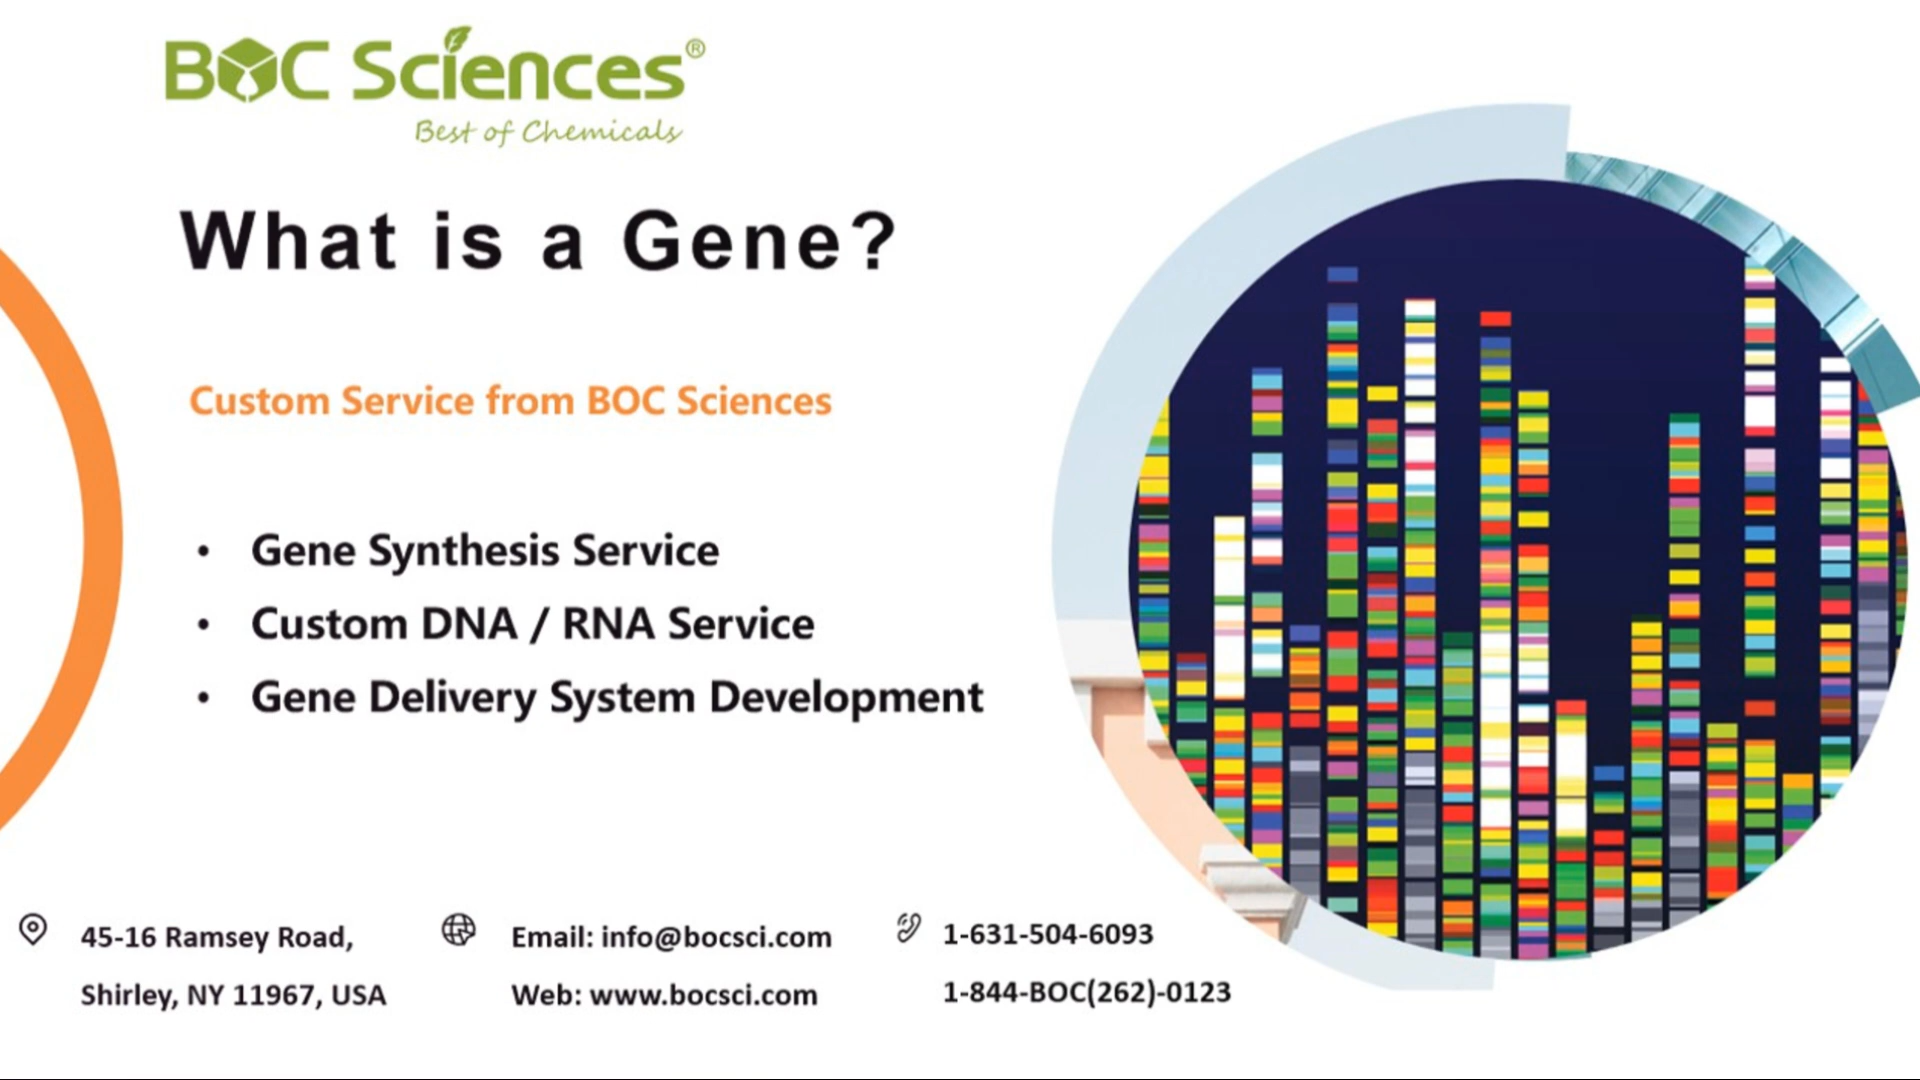 BOC Sciences®
Best of Chemicals
What is a Gene?
Custom Service from BOC Sciences
• Gene Synthesis Service
• Custom DNA / RNA Service
• Gene Delivery System Development
45-16 Ramsey Road,
Shirley, NY 11967, USA
Email: info@bocsci.com
Web: www.bocsci.com
1-631-504-6093
1-844-BOC(262)-0123